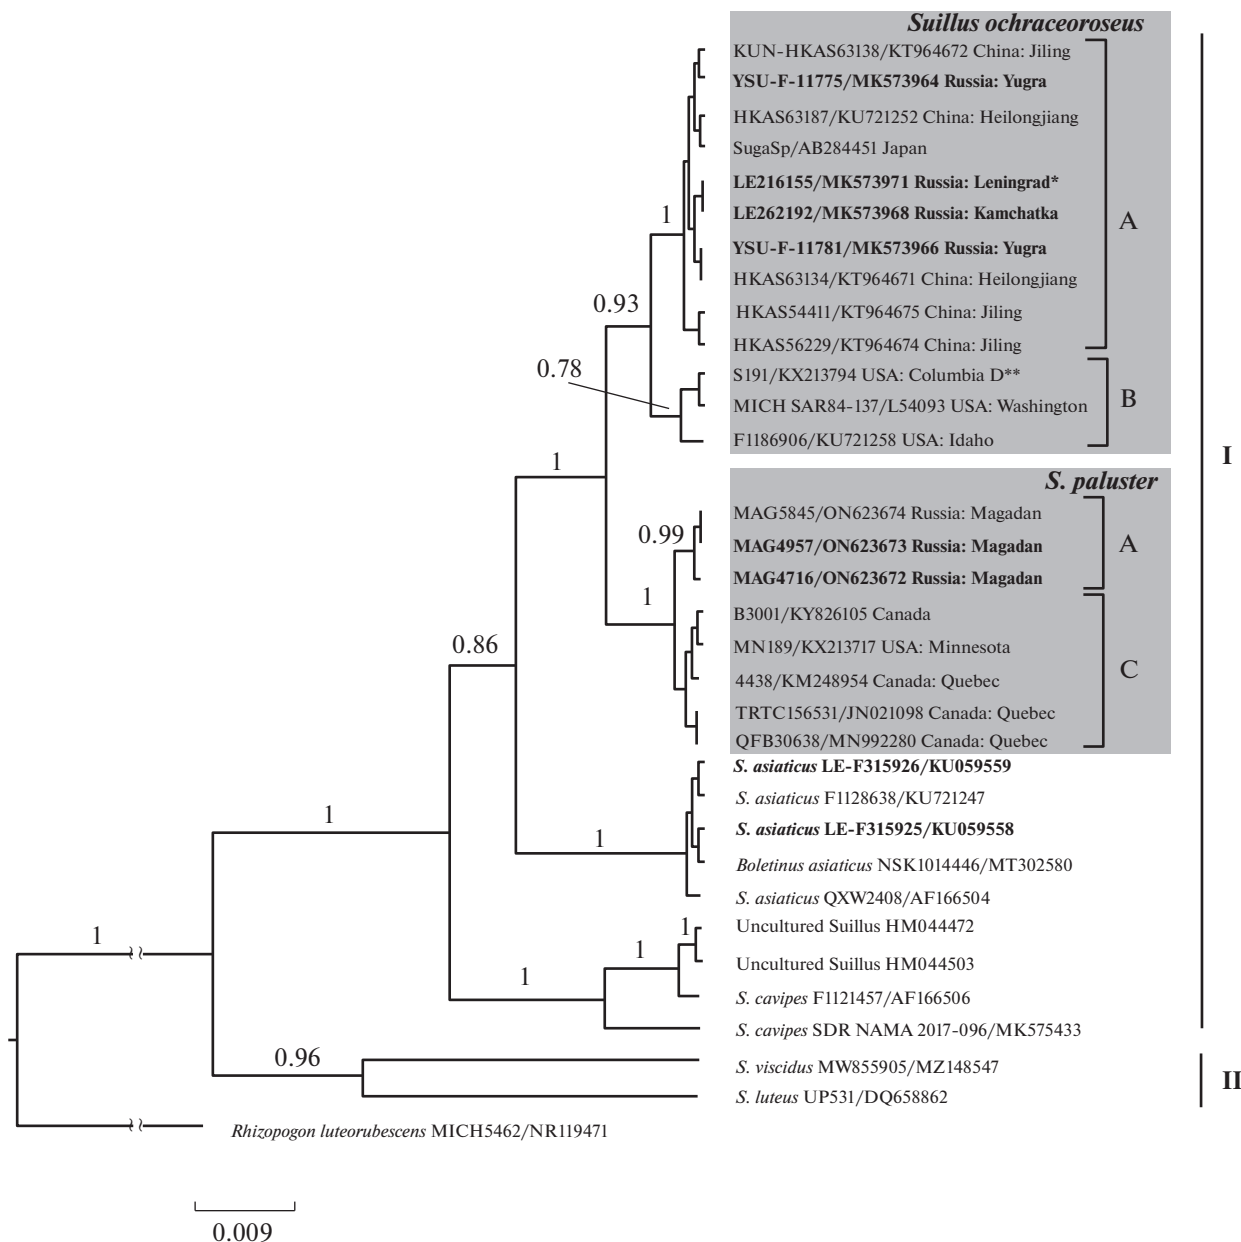 Suillus ochraceoroseus
KUN-HKAS63138/KT964672 China: Jiling
YSU-F-11775/MK573964 Russia: Yugra
HKAS63187/KU721252 China: Heilongjiang
SugaSp/AB284451 Japan
LE216155/MK573971 Russia: Leningrad*
1
LE262192/MK573968 Russia: Kamchatka
A
YSU-F-11781/MK573966 Russia: Yugra
HKAS63134/KT964671 China: Heilongjiang
0.93
HKAS54411/KT964675 China: Jiling
HKAS56229/KT964674 China: Jiling
0.78
S191/KX213794 USA: Columbia D**
MICH SAR84-137/L54093 USA: Washington
B
F1186906/KU721258 USA: Idaho
I
1
S. paluster
MAG5845/ON623674 Russia: Magadan
0.99
MAG4957/ON623673 Russia: Magadan
A
MAG4716/ON623672 Russia: Magadan
1
B3001/KY826105 Canada
0.86
MN189/KX213717 USA: Minnesota
C
4438/KM248954 Canada: Quebec
TRTC156531/JN021098 Canada: Quebec
QFB30638/MN992280 Canada: Quebec
S. asiaticus LE-F315926/KU059559
S. asiaticus F1128638/KU721247
1
1
S. asiaticus LE-F315925/KU059558
Boletinus asiaticus NSK1014446/MT302580
S. asiaticus QXW2408/AF166504
1
1
Uncultured Suillus HM044472
1
Uncultured Suillus HM044503
1
S. cavipes F1121457/AF166506
S. cavipes SDR NAMA 2017-096/MK575433
0.96
S. viscidus MW855905/MZ148547
II
S. luteus UP531/DQ658862
Rhizopogon luteorubescens MICH5462/NR119471
0.009